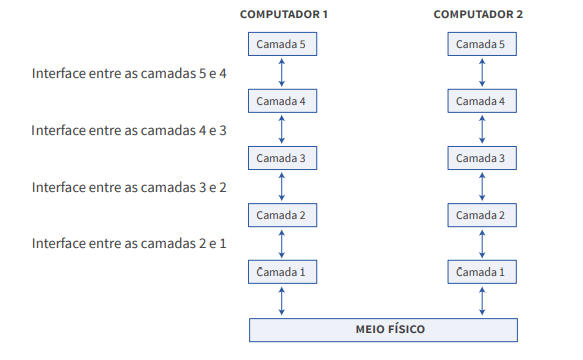 COMPUTADOR 1 COMPUTADOR 2
Camada 5 Camada 5
Interface entre as camadas 5 e 4
Camada 4 Camada 4
Interface entre as camadas 4 e 3
Camada 3 Camada 3
Interface entre as camadas 3 e 2
Camada 2 Camada 2
Interface entre as camadas 2 e 1
Camada 1 Camada 1
MEIO FÍSICO